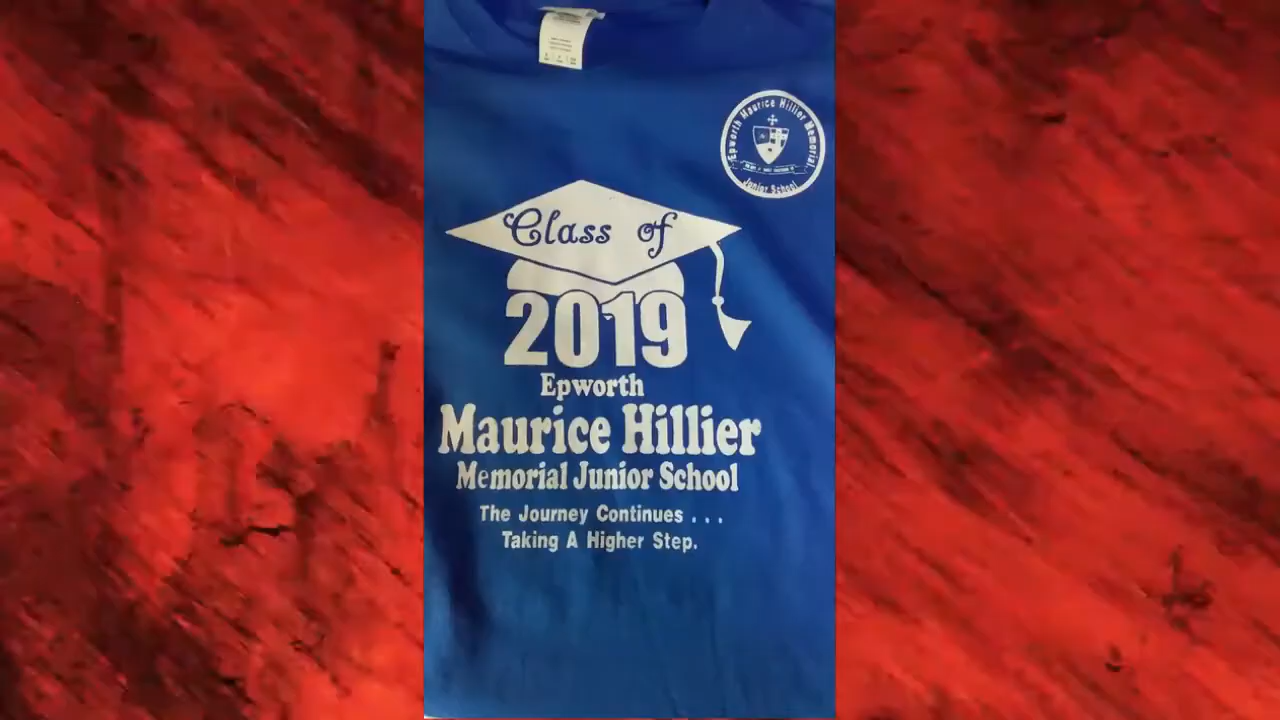 Epworth Maurice Hillier Memorial
Junior School
Class of
2019
Epworth
Maurice Hillier
Memorial Junior School
The Journey Continues . . .
Taking A Higher Step.